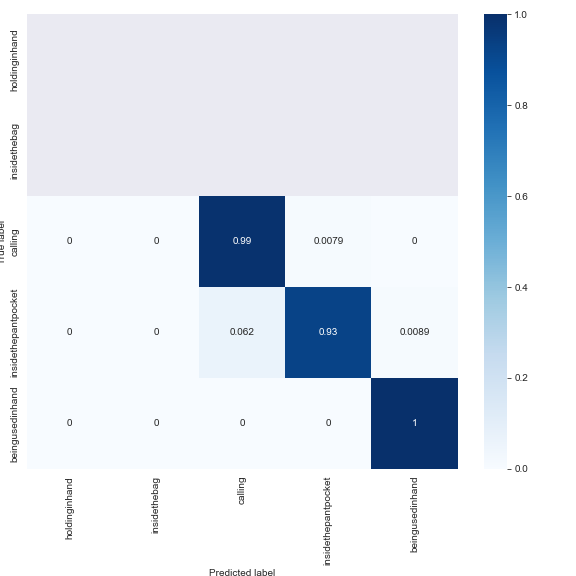 holdinginhand
insidethebag
calling
insidethepantpocket
beingusedinhand
True label
0 0 0.99 0.0079 0
0 0 0.062 0.93 0.0089
0 0 0 0 1
holdinginhand insidethebag calling insidethepantpocket beingusedinhand
Predicted label
1.0
0.8
0.6
0.4
0.2
0.0